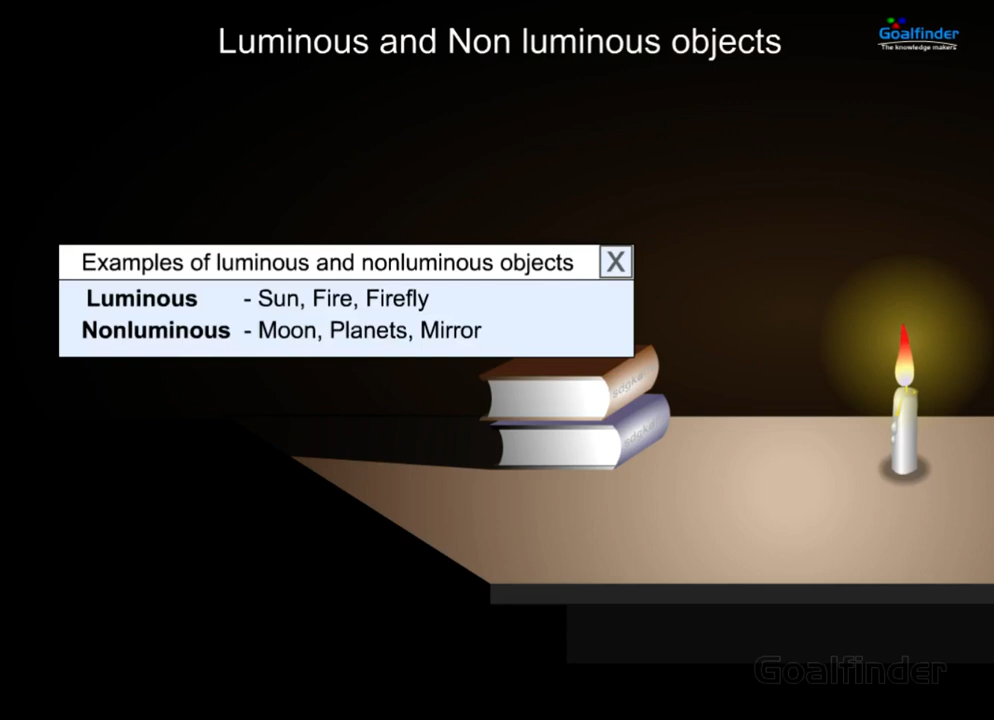 Luminous and Non luminous objects
Goalfinder
The knowledge makers
Examples of luminous and nonluminous objects X
Luminous - Sun, Fire, Firefly
Nonluminous - Moon, Planets, Mirror
Goalfinder